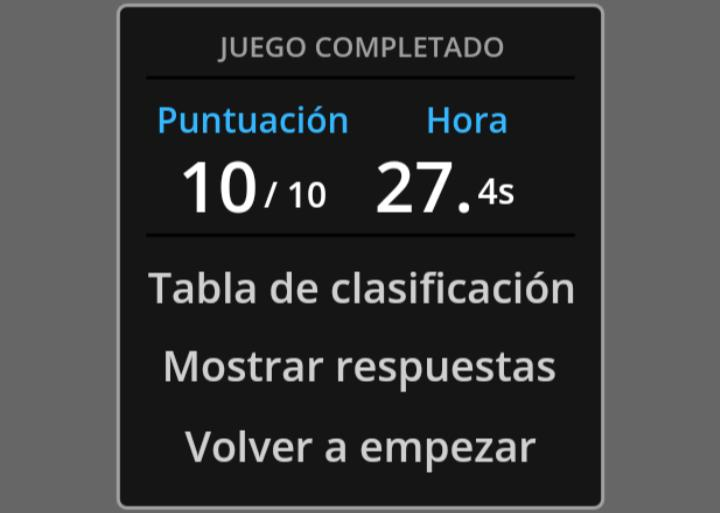 JUEGO COMPLETADO
Puntuación Hora
10/ 10 27.4s
Tabla de clasificación
Mostrar respuestas
Volver a empezar